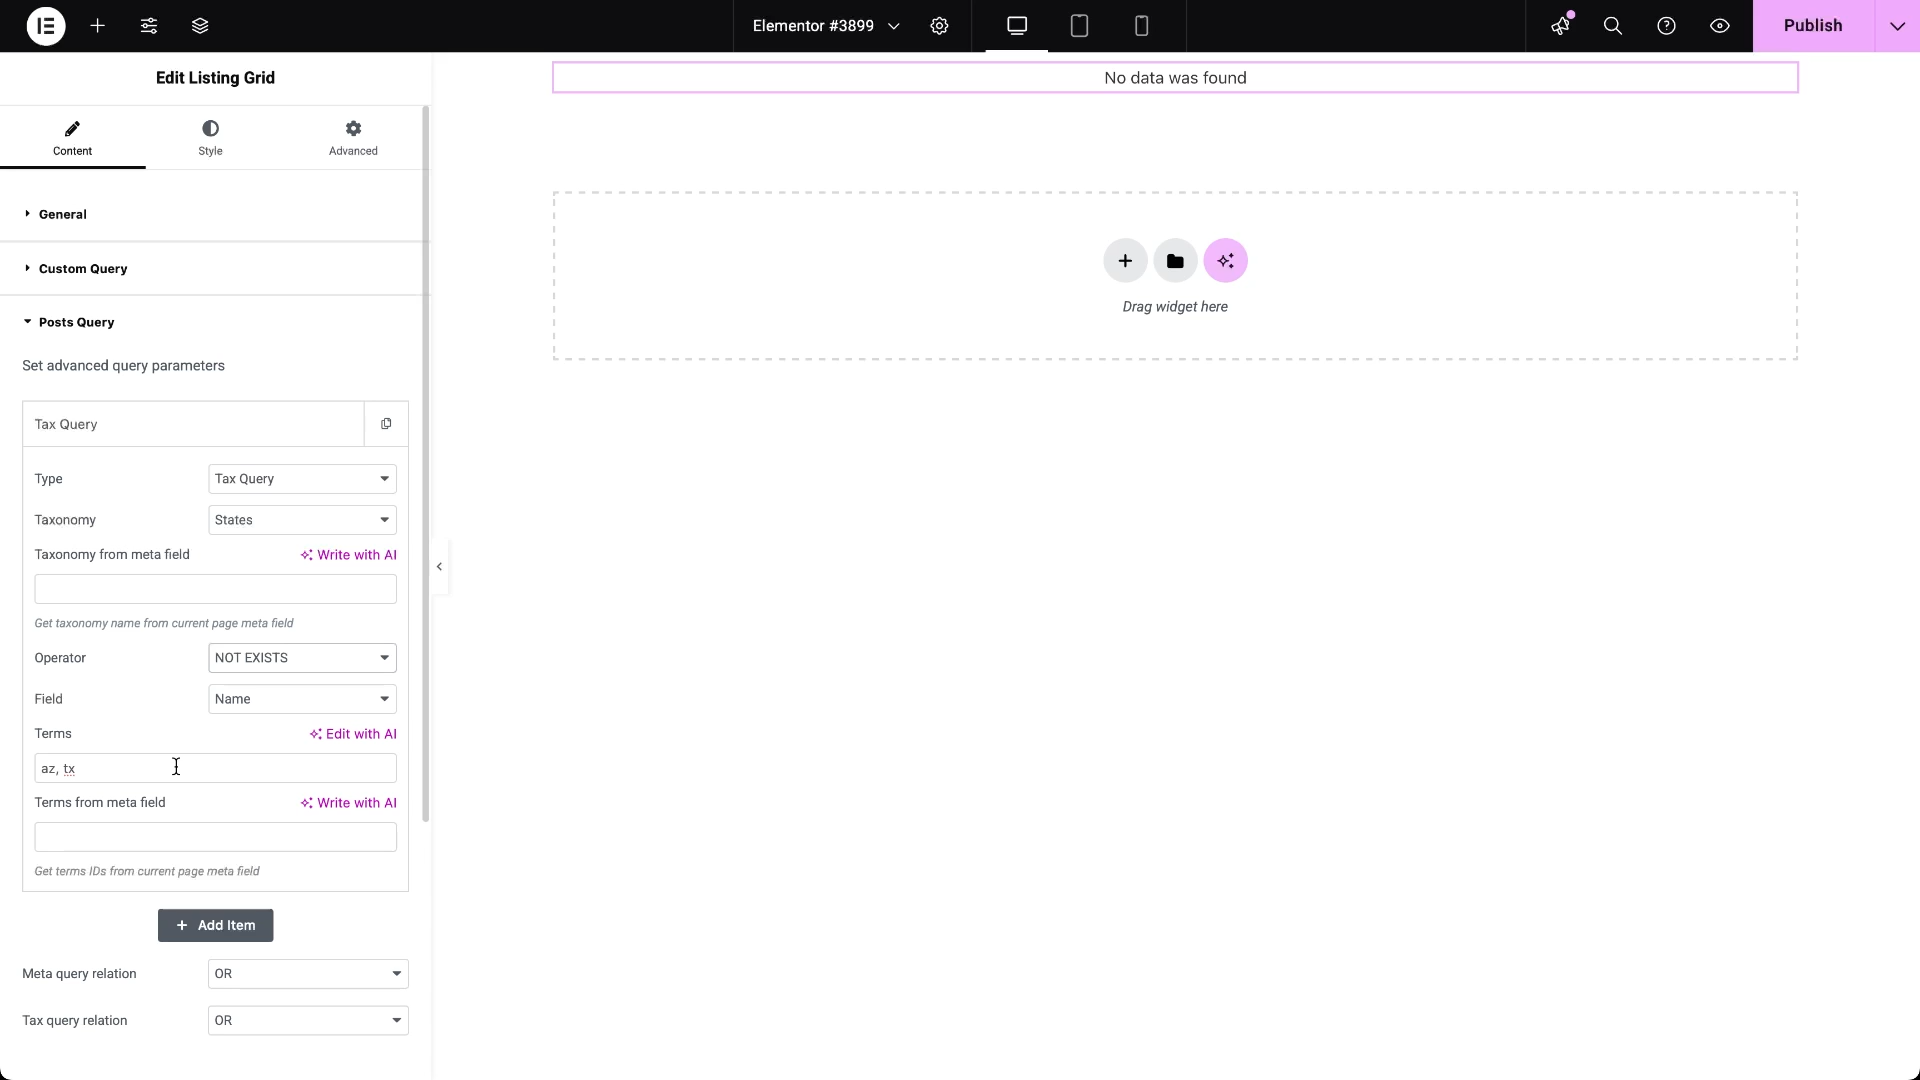 Elementor #3899
Publish
Edit Listing Grid
Content
Style
Advanced
General
Custom Query
Posts Query
Set advanced query parameters
Tax Query
Type
Tax Query
Taxonomy
States
Taxonomy from meta field
Write with AI
Get taxonomy name from current page meta field
Operator
NOT EXISTS
Field
Name
Terms
Edit with AI
az, tx
Terms from meta field
Write with AI
Get terms IDs from current page meta field
+ Add Item
Meta query relation
OR
Tax query relation
OR
No data was found
Drag widget here